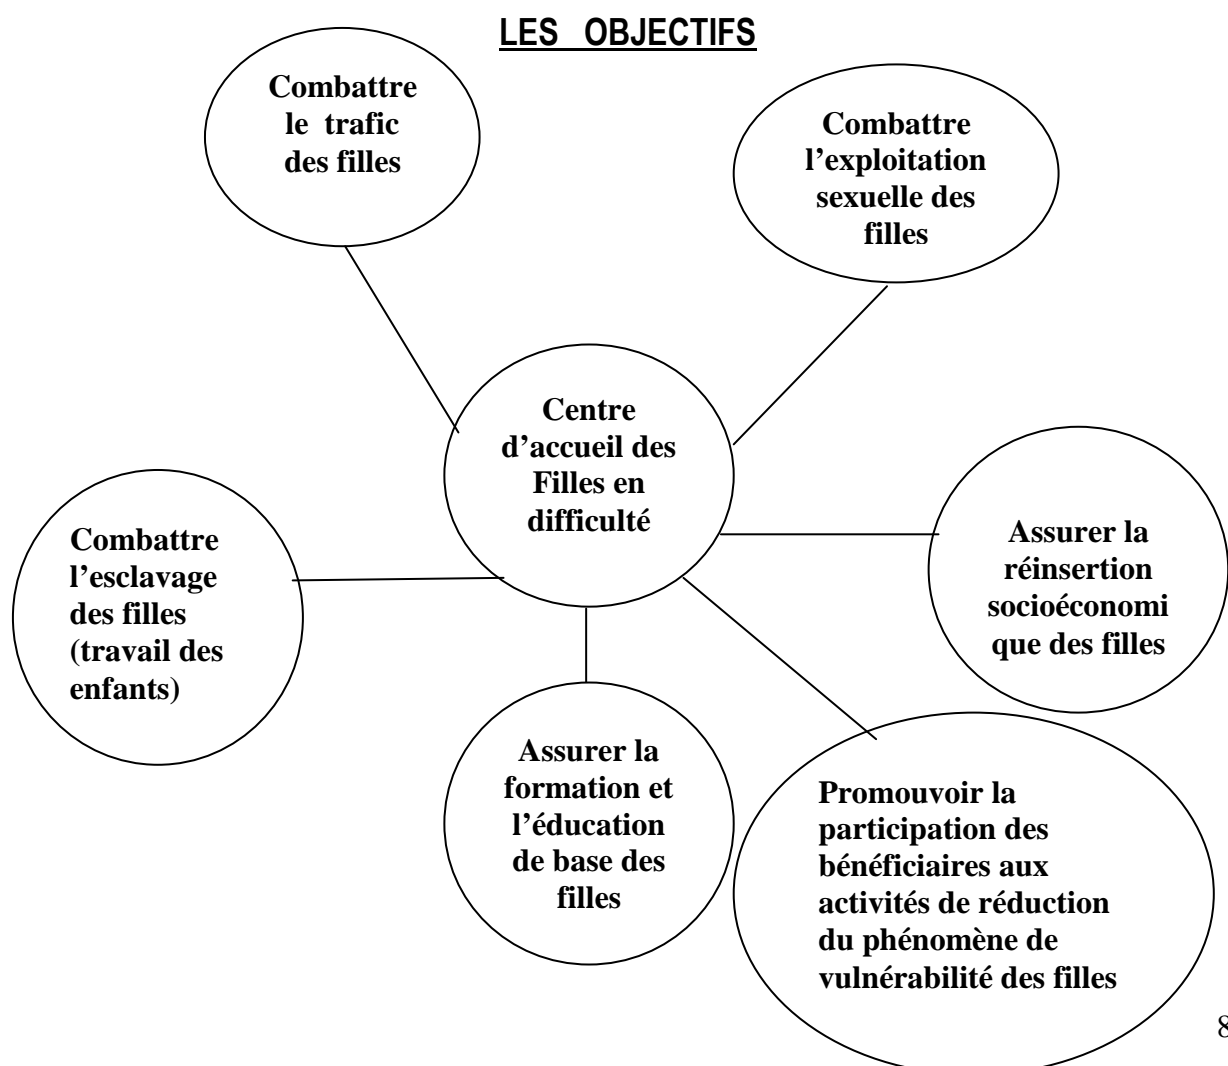 LES OBJECTIFS
Combattre
le trafic
des filles
Combattre
l’exploitation
sexuelle des
filles
Centre
d’accueil des
Filles en
difficulté
Combattre
l’esclavage
des filles
(travail des
enfants)
Assurer la
réinsertion
socioéconomi
que des filles
Assurer la
formation et
l’éducation
de base des
filles
Promouvoir la
participation des
bénéficiaires aux
activités de réduction
du phénomène de
vulnérabilité des filles
8